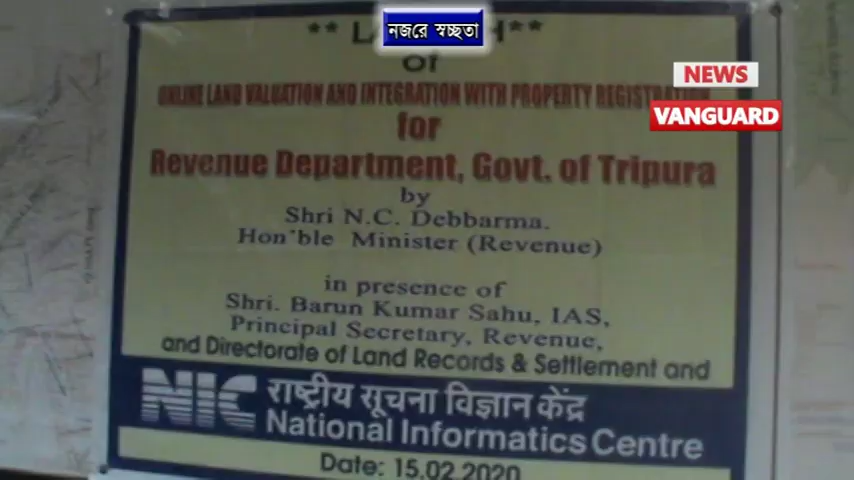 নজরে স্বচ্ছতা
NEWS
VANGUARD
of
ONLINE LAND VALUATION AND INTEGRATION WITH PROPERTY REGISTRATION
for
Revenue Department, Govt. of Tripura
by
Shri N.C. Debbarma.
Hon'ble Minister (Revenue)
in presence of
Shri. Barun Kumar Sahu, IAS,
Principal Secretary, Revenue,
and Directorate of Land Records & Settlement and
NIC राष्ट्रीय सूचना विज्ञान केंद्र
National Informatics Centre
Date: 15.02.2020